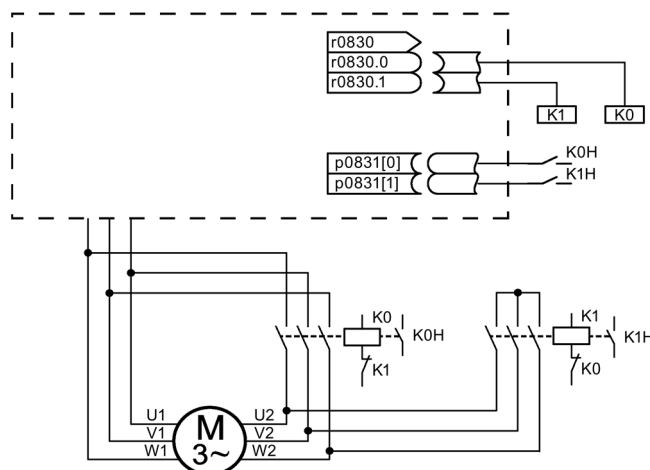 r0830
r0830.0
r0830.1
K1 K0
p0831[0]
p0831[1]
K0H
K1H
K0
K0H
K1
K1
K1H
K0
U1 U2
V1 V2
W1 W2
M
3~